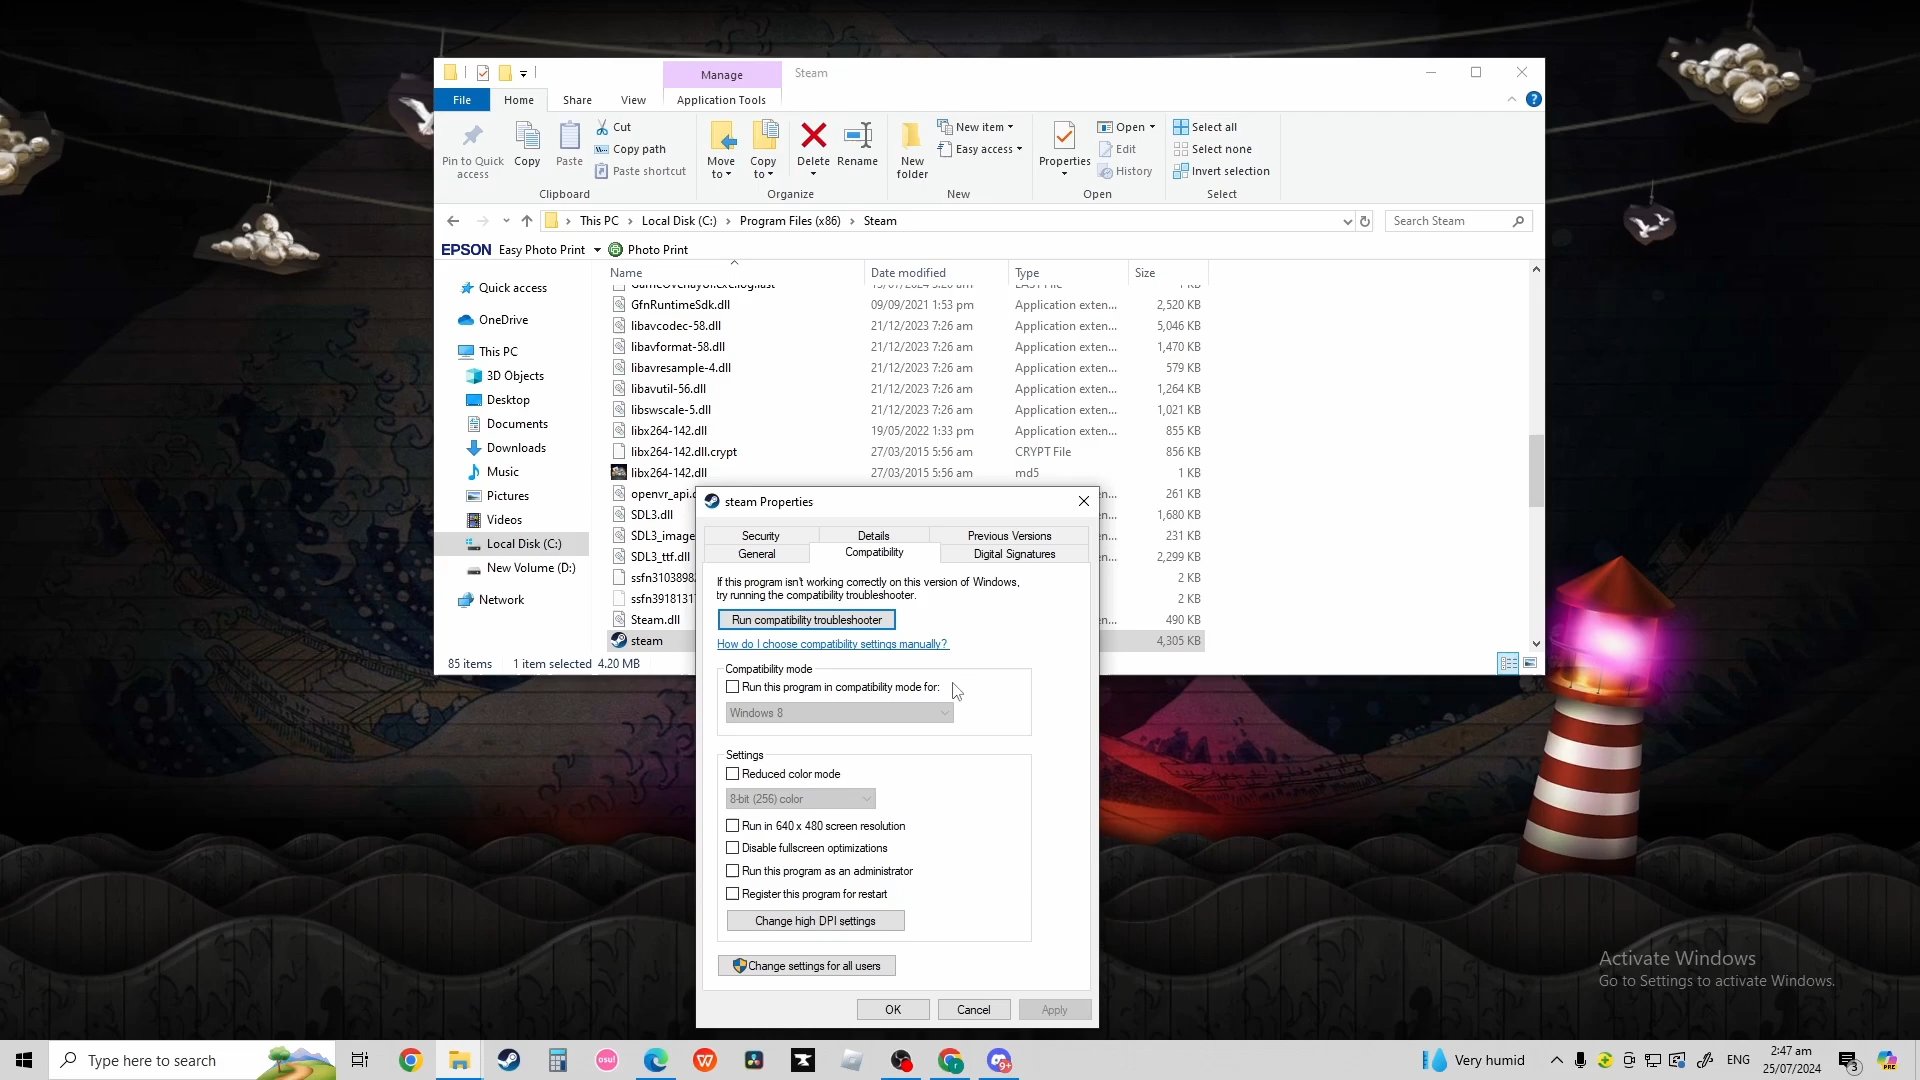 Manage
Steam
File
Home
Share
View
Application Tools
Pin to Quick
access
Copy
Paste
Cut
Copy path
Paste shortcut
Clipboard
Move
to
Copy
to
Delete
Rename
Organize
New
folder
New item
Easy access
New
Properties
Open
Edit
History
Open
Select all
Select none
Invert selection
Select
This PC
Local Disk (C:)
Program Files (x86)
Steam
Search Steam
EPSON Easy Photo Print
Photo Print
Name
Date modified
Type
Size
Quick access
OneDrive
This PC
3D Objects
Desktop
Documents
Downloads
Music
Pictures
Videos
Local Disk (C:)
New Volume (D:)
Network
GfnRuntimeSdk.dll 09/09/2021 1:53 pm Application exten... 2,520 KB
libavcodec-58.dll 21/12/2023 7:26 am Application exten... 5,046 KB
libavformat-58.dll 21/12/2023 7:26 am Application exten... 1,470 KB
libavresample-4.dll 21/12/2023 7:26 am Application exten... 579 KB
libavutil-56.dll 21/12/2023 7:26 am Application exten... 1,264 KB
libswscale-5.dll 21/12/2023 7:26 am Application exten... 1,021 KB
libx264-142.dll 19/05/2022 1:33 pm Application exten... 855 KB
libx264-142.dll.crypt 27/03/2015 5:56 am CRYPT File 856 KB
libx264-142.dll 27/03/2015 5:56 am md5 1 KB
openvr_api. 261 KB
SDL3.dll 1,680 KB
SDL3_image 231 KB
SDL3_ttf.dll 2,299 KB
ssfn3103898 2 KB
ssfn3918131 2 KB
Steam.dll 490 KB
steam 4,305 KB
85 items
1 item selected 4.20 MB
steam Properties
Security
Details
Previous Versions
General
Compatibility
Digital Signatures
If this program isn't working correctly on this version of Windows,
try running the compatibility troubleshooter.
Run compatibility troubleshooter
How do I choose compatibility settings manually?
Compatibility mode
Run this program in compatibility mode for:
Windows 8
Settings
Reduced color mode
8-bit (256) color
Run in 640 x 480 screen resolution
Disable fullscreen optimizations
Run this program as an administrator
Register this program for restart
Change high DPI settings
Change settings for all users
OK
Cancel
Apply
Activate Windows
Go to Settings to activate Windows.
Type here to search
osu!
9+
Very humid
ENG
2:47 am
25/07/2024
3
PRE